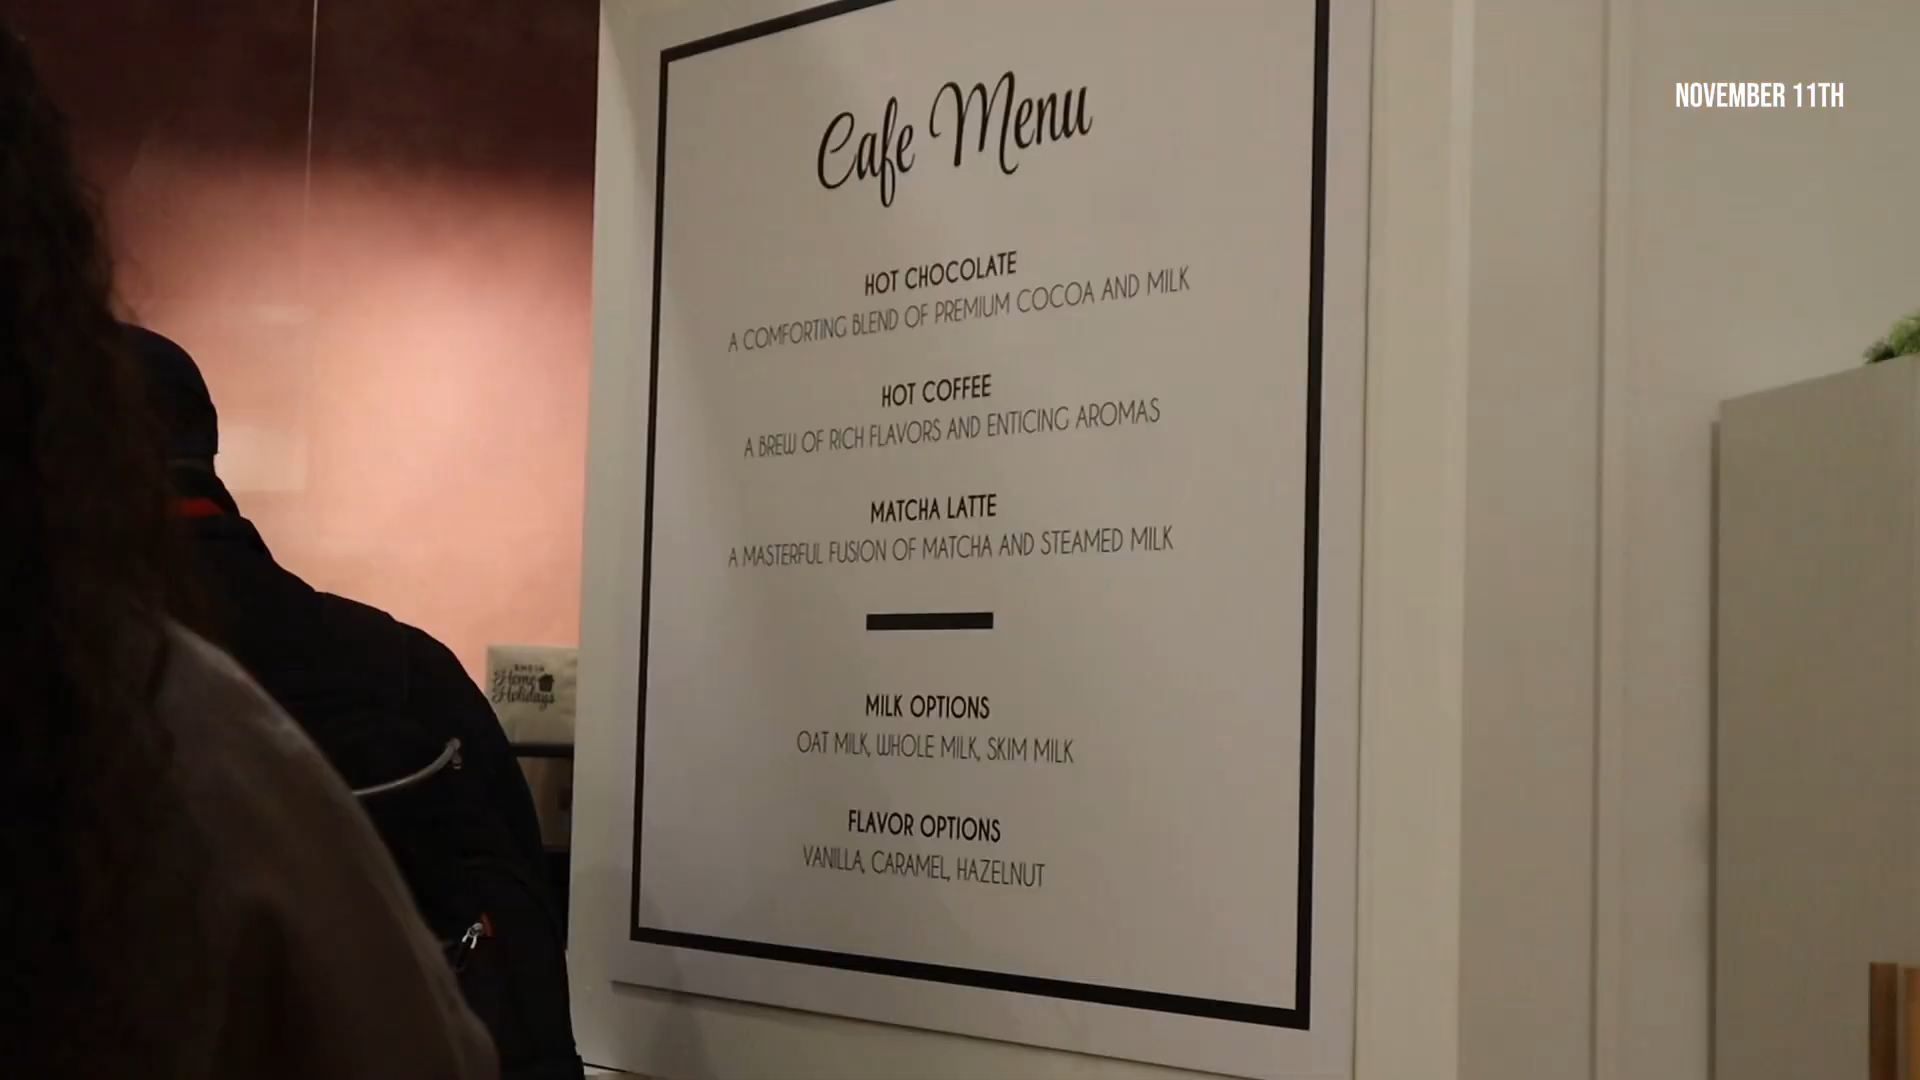 NOVEMBER 11TH
Cafe Menu
HOT CHOCOLATE
A COMFORTING BLEND OF PREMIUM COCOA AND MILK
HOT COFFEE
A BREW OF RICH FLAVORS AND ENTICING AROMAS
MATCHA LATTE
A MASTERFUL FUSION OF MATCHA AND STEAMED MILK
MILK OPTIONS
OAT MILK, WHOLE MILK, SKIM MILK
FLAVOR OPTIONS
VANILLA, CARAMEL, HAZELNUT
Home
Holidays